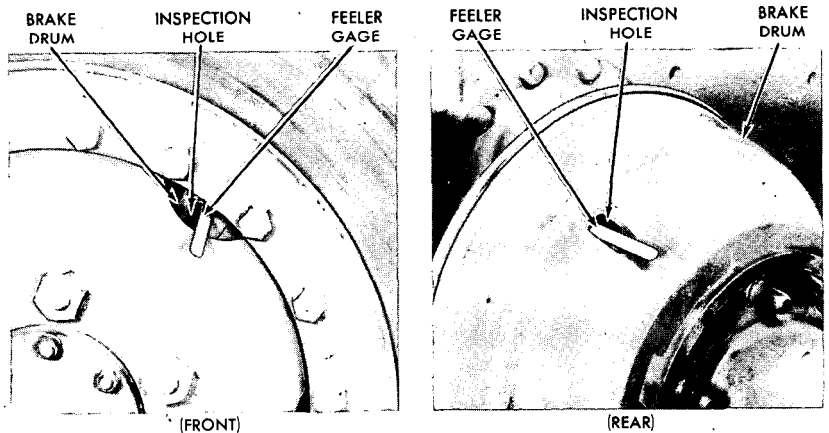 BRAKE
DRUM
INSPECTION
HOLE
FEELER
GAGE
FEELER
GAGE
INSPECTION
HOLE
BRAKE
DRUM
(FRONT)
(REAR)